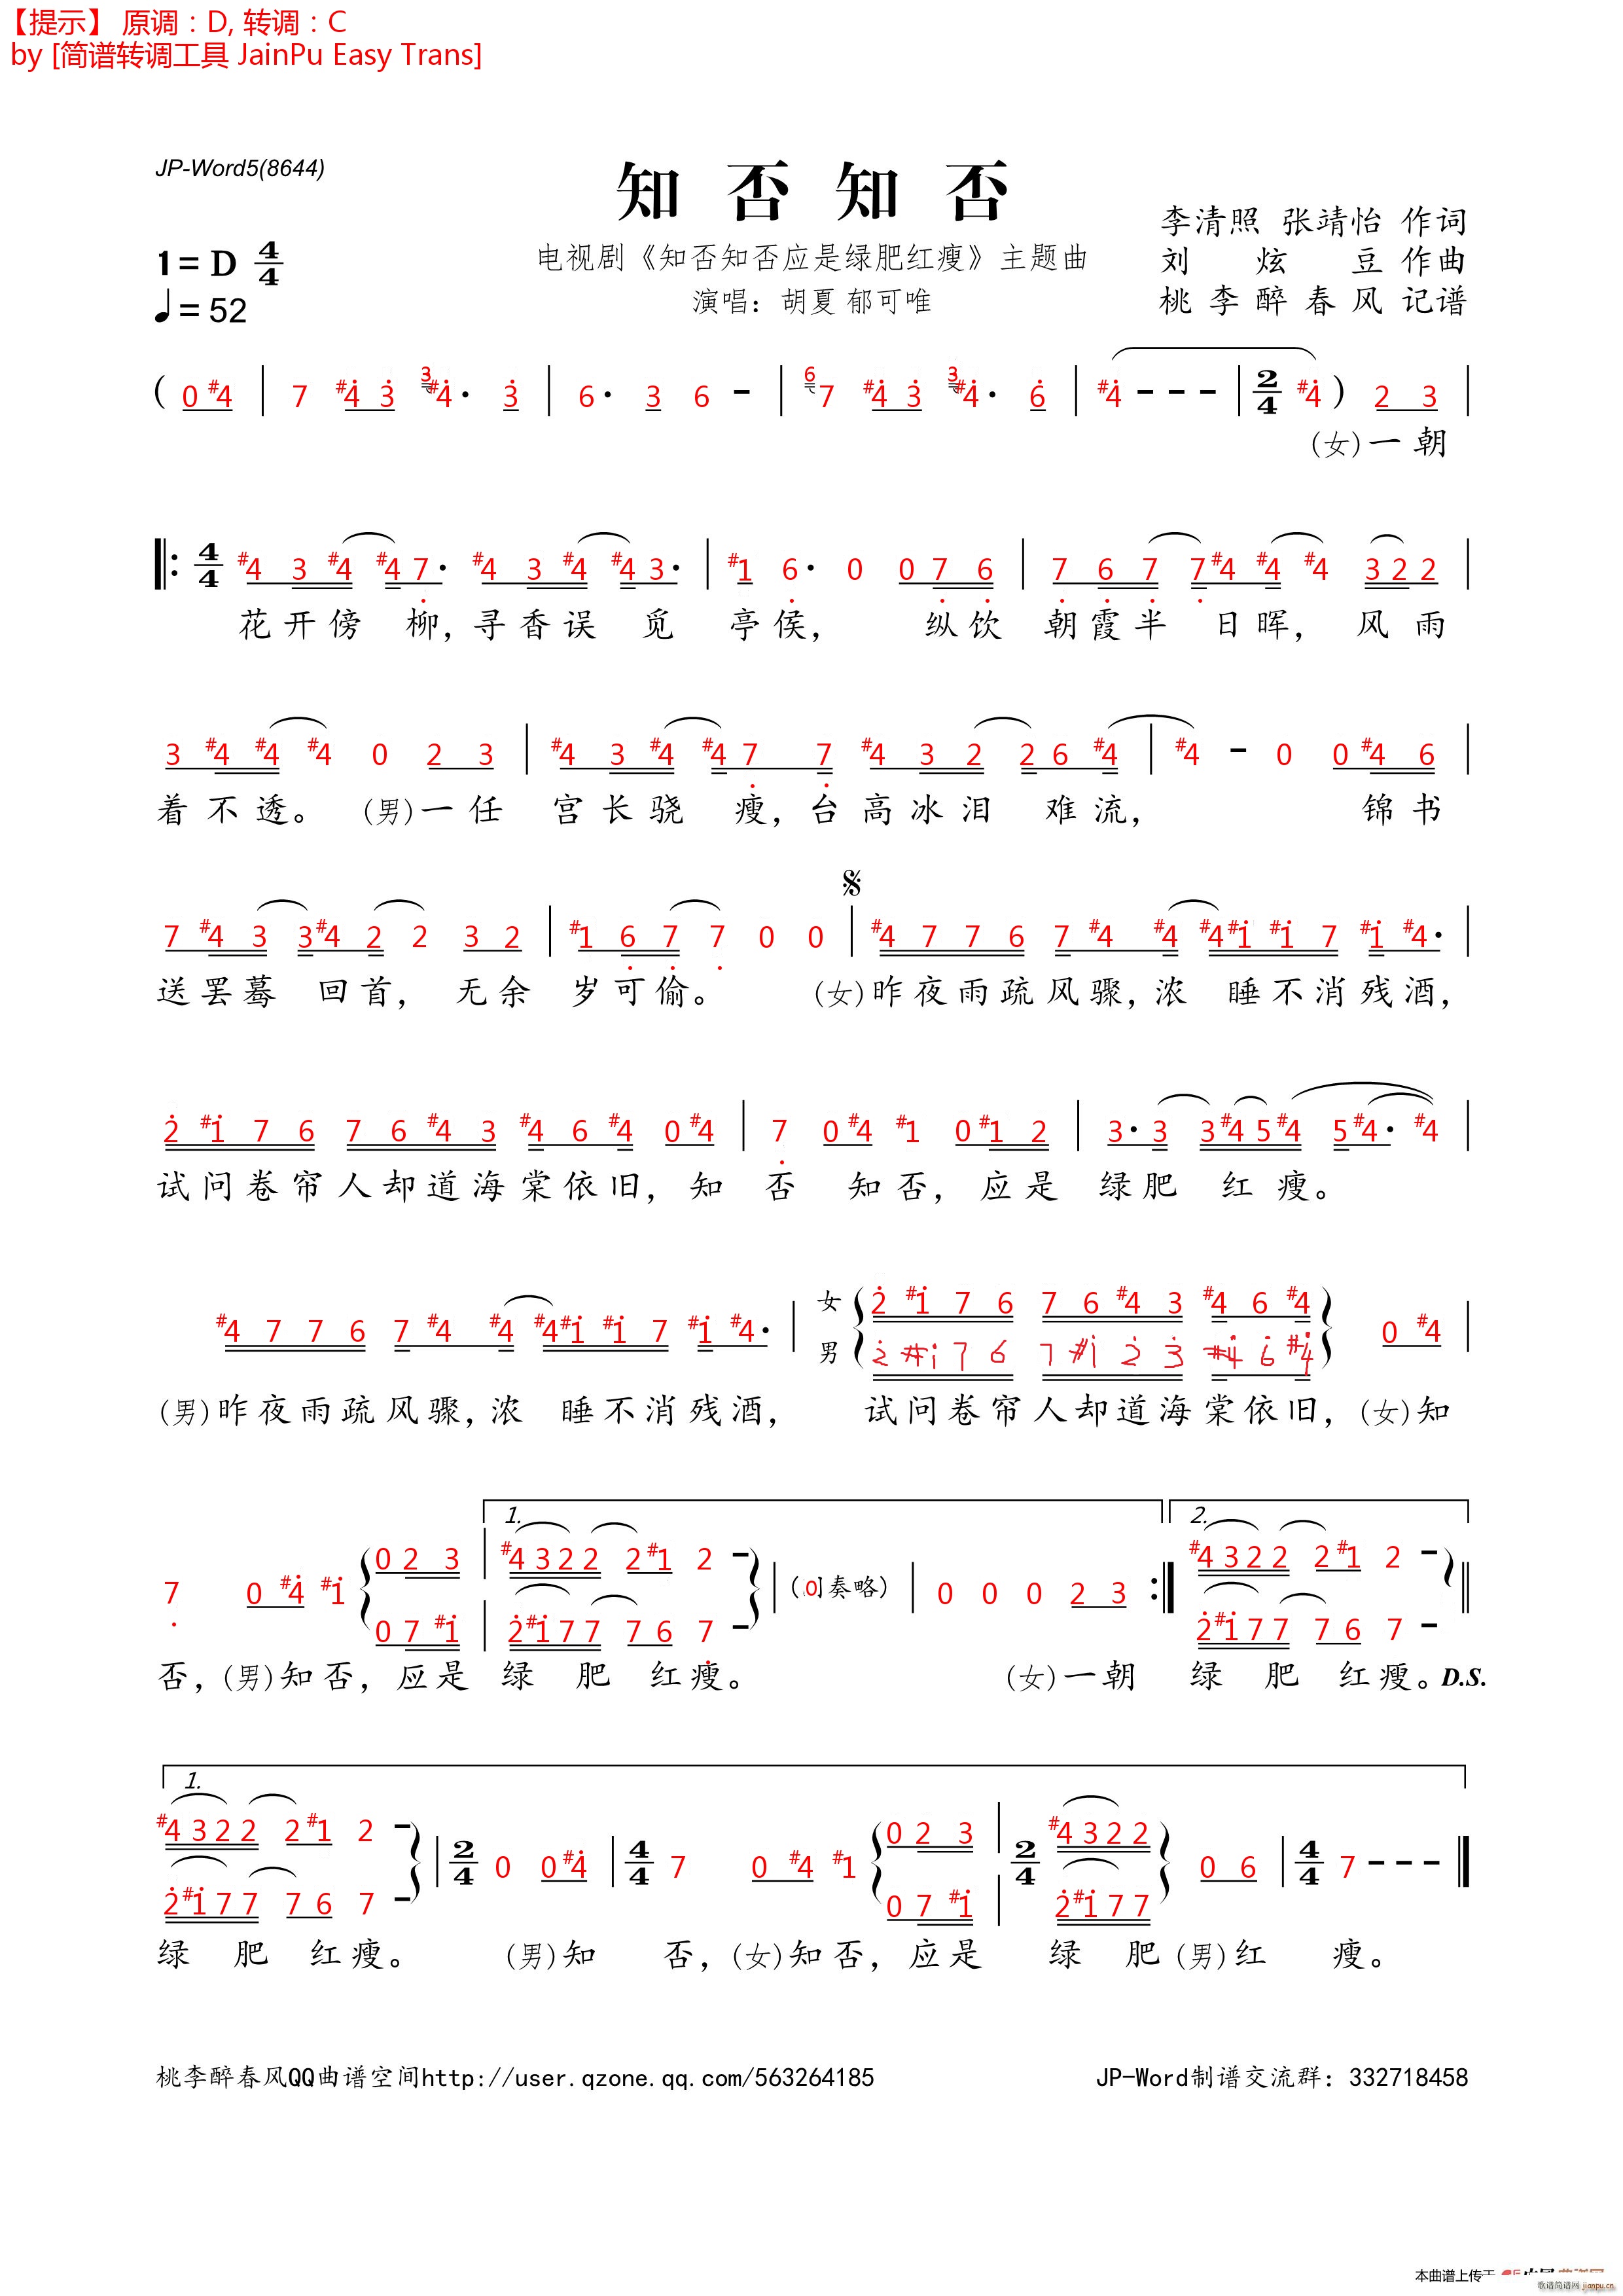 【提示】 原调：D, 转调：C
by [简谱转调工具 JainPu Easy Trans]
JP-Word5(8644)
知否知否
李清照 张靖怡 作词
1= D 4/4
电视剧《知否知否应是绿肥红瘦》主题曲
刘炫豆 作曲
♩= 52
演唱：胡夏 郁可唯
桃李醉春风 记谱
( 0 #4 | 7 #4 3 3 #4· 3 | 6· 3 6 - | 6 7 #4 3 3 #4· 6 | #4 - - - | 2/4 #4 ) 2 3 |
(女)一朝
4/4 #4 3 #4 #4 7· #4 3 #4 #4 3· | #1 6· 0 0 7 6 | 7 6 7 7 #4 #4 #4 3 2 2 |
花开傍 柳，寻香误 觅 亭侯， 纵饮 朝霞半 日晖，风雨
3 #4 #4 #4 0 2 3 | #4 3 #4 #4 7 7 #4 3 2 2 6 #4 | #4 - 0 0 #4 6 |
着不透。 (男)一任 宫长骁 瘦，台高冰泪 难流， 锦书
7 #4 3 3 #4 2 2 3 2 | #1 6 7 7 0 0 | #4 7 7 6 7 #4 #4 #4 #1 #1 7 #1 #4· |
送罢蓦 回首， 无余 岁可偷。 (女)昨夜雨疏风骤，浓 睡不消残酒，
2 #1 7 6 7 6 #4 3 #4 6 #4 0 #4 | 7 0 #4 #1 0 #1 2 | 3· 3 3 #4 5 #4 5 #4· #4 |
试问卷帘人却道海棠依旧，知 否 知否，应是 绿肥 红瘦。
女 2 #1 7 6 7 6 #4 3 #4 6 #4
#4 7 7 6 7 #4 #4 #4 #1 #1 7 #1 #4· | 0 #4 |
男 2 #1 7 6 7 #1 2 3 #4 6 #4
(男)昨夜雨疏风骤，浓 睡不消残酒， 试问卷帘人却道海棠依旧，(女)知
1. 2.
0 2 3 | #4 3 2 2 2 #1 2 - #4 3 2 2 2 #1 2 -
7 0 #4 #1 | ( 0奏略) | 0 0 0 2 3
0 7 #1 | 2 #1 7 7 7 6 7 - 2 #1 7 7 7 6 7 -
否，(男)知否，应是 绿 肥 红瘦。 (女)一朝 绿 肥 红瘦。D.S.
1.
#4 3 2 2 2 #1 2 - 0 2 3 | #4 3 2 2
| 2/4 0 0 #4 | 4/4 7 0 #4 #1 2/4 0 6 | 4/4 7 - - -
2 #1 7 7 7 6 7 - 0 7 #1 | 2 #1 7 7
绿 肥 红瘦。 (男)知 否，(女)知否，应是 绿 肥(男)红 瘦。
桃李醉春风QQ曲谱空间http://user.qzone.qq.com/563264185
JP-Word制谱交流群：332718458
本曲谱上传于
歌谱简谱网 jianpu.cn